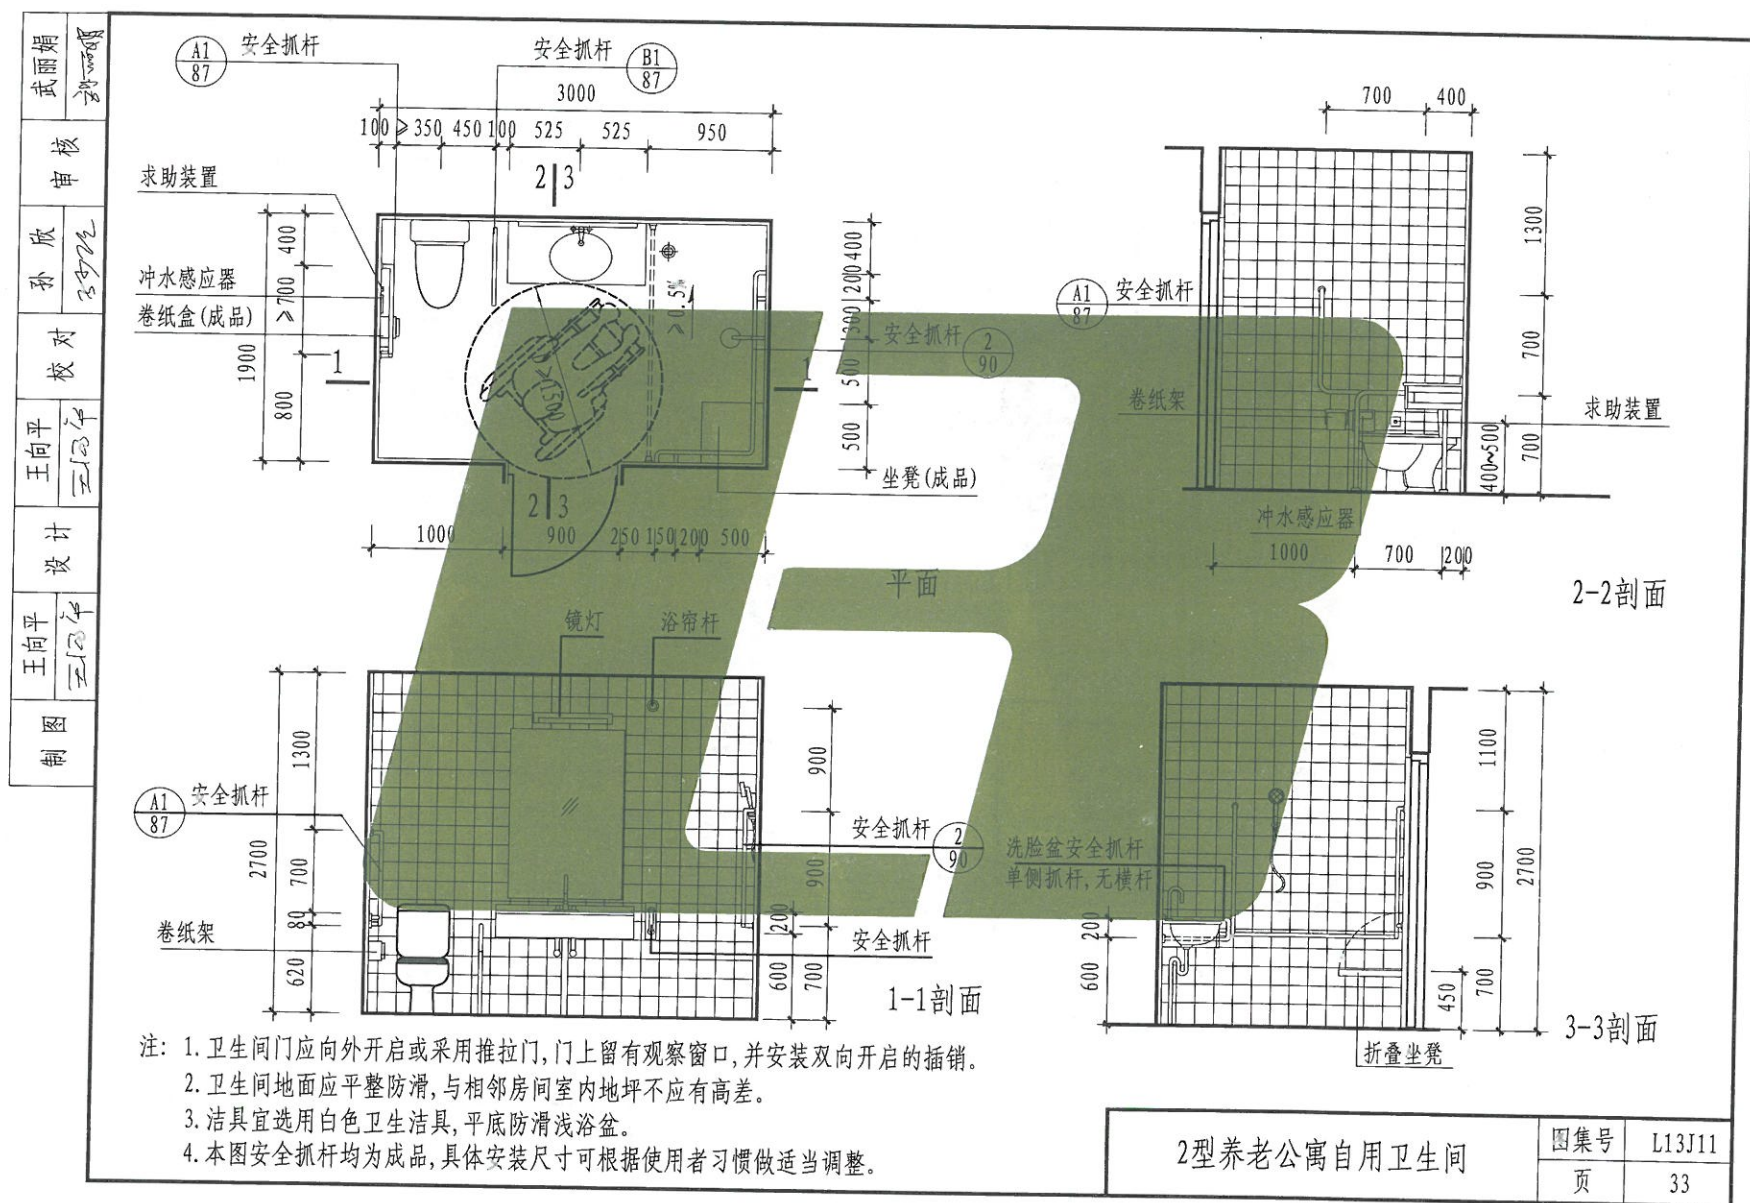 武丽娟
审核
孙欣
校对
王向平
设计
王向平
制图
A1
87
安全抓杆
安全抓杆
B1
87
3000
100 ≥350 450 100 525 525 950
2 3
求助装置
冲水感应器
卷纸盒(成品)
1900
400
≥700
800
1
1
≥0.5%
≥1500
400
200
300
500
500
安全抓杆
2
90
坐凳(成品)
2 3
1000 900 250 150 200 500
平面
700 400
A1
87
安全抓杆
卷纸架
求助装置
冲水感应器
1300
700
700
400~500
1000 700 200
2-2剖面
镜灯
浴帘杆
A1
87
安全抓杆
卷纸架
2700
1300
700
80
620
900
900
200
600
700
安全抓杆
2
90
安全抓杆
1-1剖面
洗脸盆安全抓杆
单侧抓杆,无横杆
200
600
1100
900
700
450
2700
折叠坐凳
3-3剖面
注: 1.卫生间门应向外开启或采用推拉门,门上留有观察窗口,并安装双向开启的插销。
2.卫生间地面应平整防滑,与相邻房间室内地坪不应有高差。
3.洁具宜选用白色卫生洁具,平底防滑浅浴盆。
4.本图安全抓杆均为成品,具体安装尺寸可根据使用者习惯做适当调整。
2型养老公寓自用卫生间
图集号 L13J11
页 33